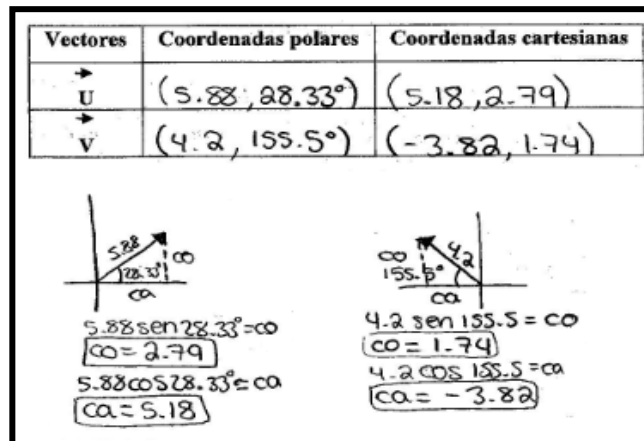 Vectores Coordenadas polares Coordenadas cartesianas
U (5.88, 28.33°) (5.18, 2.79)
V (4.2, 155.5°) (-3.82, 1.74)
5.88 co
28.33°
ca
5.88 sen 28.33° = co
co = 2.79
5.88 cos 28.33° = ca
ca = 5.18
co 4.2
155.5°
ca
4.2 sen 155.5 = co
co = 1.74
4.2 cos 155.5 = ca
ca = -3.82